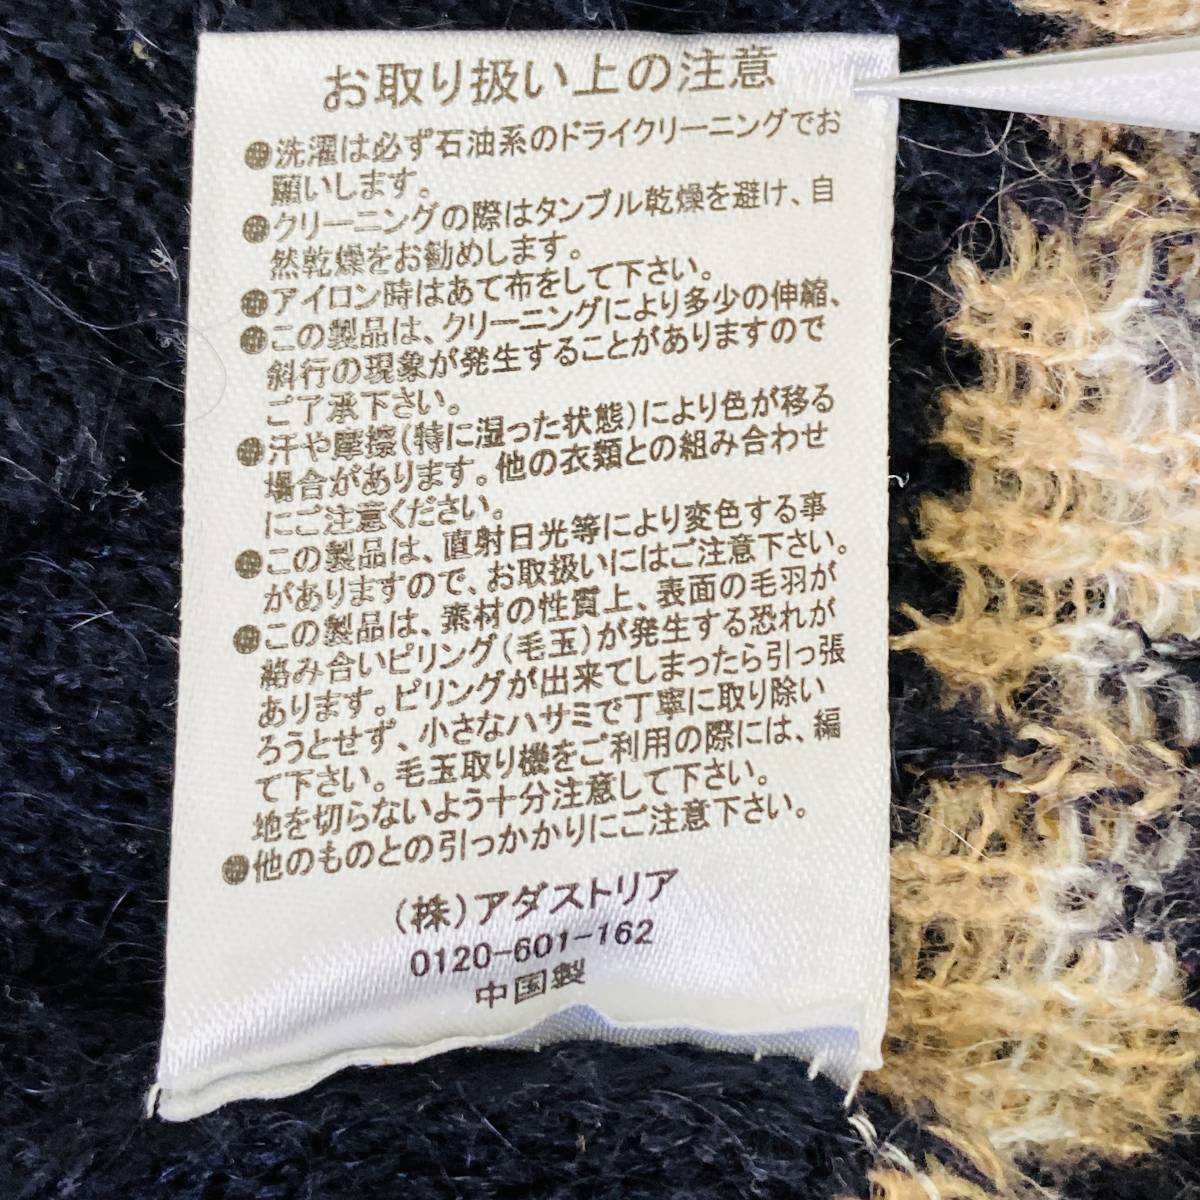 お取り扱い上の注意
●洗濯は必ず石油系のドライクリーニングでお
願いします。
●クリーニングの際はタンブル乾燥を避け、自
然乾燥をお勧めします。
●アイロン時はあて布をして下さい。
●この製品は、クリーニングにより多少の伸縮、
斜行の現象が発生することがありますので
ご了承下さい。
●汗や摩擦(特に湿った状態)により色が移る
場合があります。他の衣類との組み合わせ
にご注意ください。
●この製品は、直射日光等により変色する事
がありますので、お取扱いにはご注意下さい。
●この製品は、素材の性質上、表面の毛羽が
絡み合いピリング(毛玉)が発生する恐れが
あります。ピリングが出来てしまったら引っ張
ろうとせず、小さなハサミで丁寧に取り除い
て下さい。毛玉取り機をご利用の際には、編
地を切らないよう十分注意して下さい。
●他のものとの引っかかりにご注意下さい。
(株)アダストリア
0120-601-162
中国製